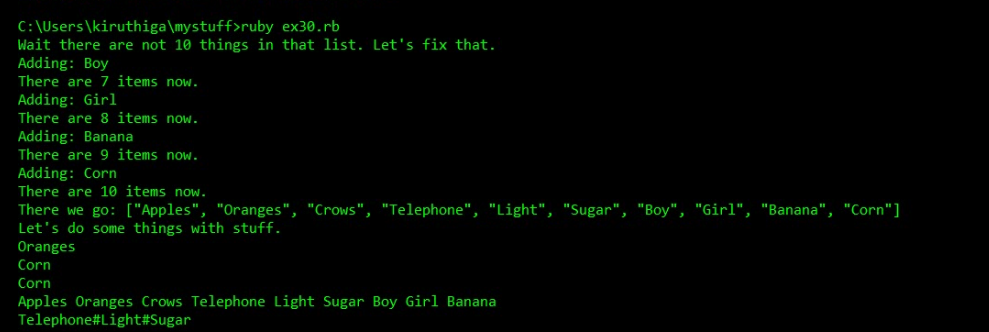 C:\Users\kiruthiga\mystuff>ruby ex30.rb
Wait there are not 10 things in that list. Let's fix that.
Adding: Boy
There are 7 items now.
Adding: Girl
There are 8 items now.
Adding: Banana
There are 9 items now.
Adding: Corn
There are 10 items now.
There we go: ["Apples", "Oranges", "Crows", "Telephone", "Light", "Sugar", "Boy", "Girl", "Banana", "Corn"]
Let's do some things with stuff.
Oranges
Corn
Corn
Apples Oranges Crows Telephone Light Sugar Boy Girl Banana
Telephone#Light#Sugar